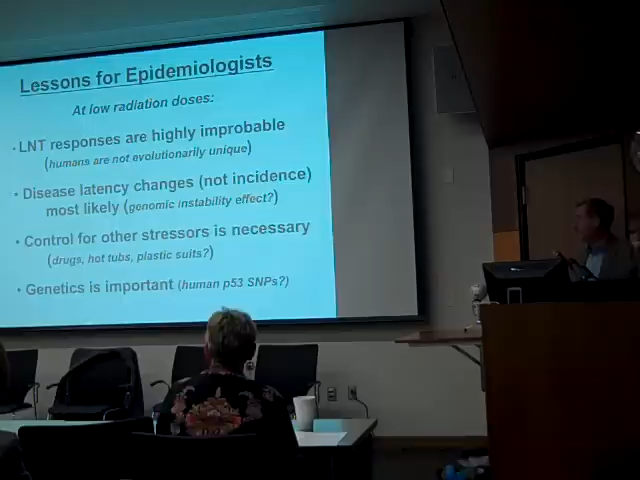 Lessons for Epidemiologists
At low radiation doses:
• LNT responses are highly improbable
(humans are not evolutionarily unique)
• Disease latency changes (not incidence)
most likely (genomic instability effect?)
• Control for other stressors is necessary
(drugs, hot tubs, plastic suits?)
• Genetics is important (human p53 SNPs?)